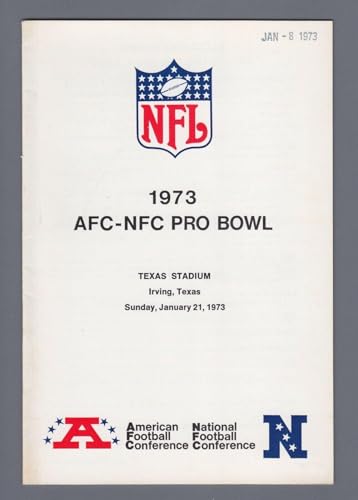 JAN - 8 1973
NFL
1973
AFC-NFC PRO BOWL
TEXAS STADIUM
Irving, Texas
Sunday, January 21, 1973
A
American
Football
Conference
National
Football
Conference
N